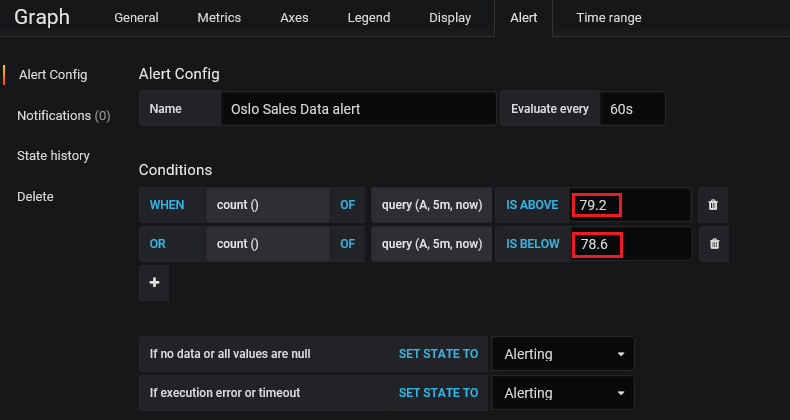 Graph General Metrics Axes Legend Display Alert Time range
Alert Config
Notifications (0)
State history
Delete
Alert Config
Name Oslo Sales Data alert Evaluate every 60s
Conditions
WHEN count () OF query (A, 5m, now) IS ABOVE 79.2
OR count () OF query (A, 5m, now) IS BELOW 78.6
+
If no data or all values are null SET STATE TO Alerting
If execution error or timeout SET STATE TO Alerting